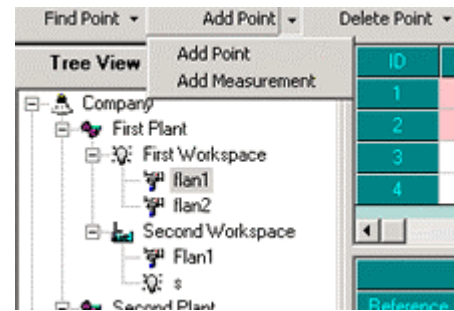 Find Point Add Point Delete Point
Add Point
Add Measurement
Tree View
Company
First Plant
First Workspace
flan1
flan2
Second Workspace
Flan1
s
Second Plant
ID
1
2
3
4
Reference